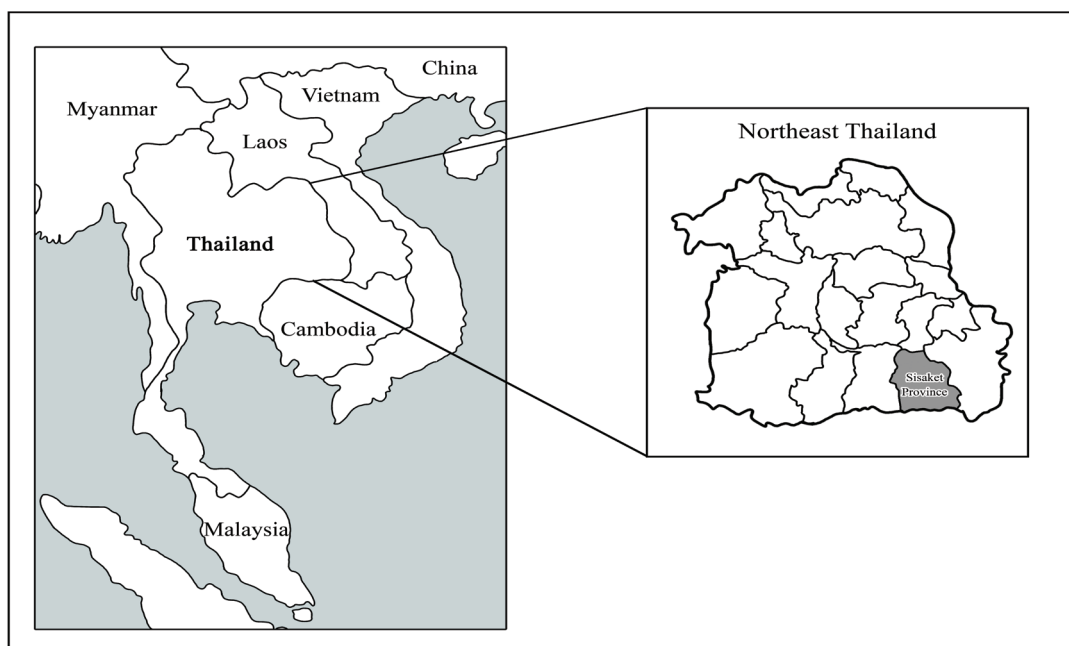 China
Vietnam
Myanmar
Laos
Thailand
Cambodia
Malaysia
Northeast Thailand
Sisaket
Province